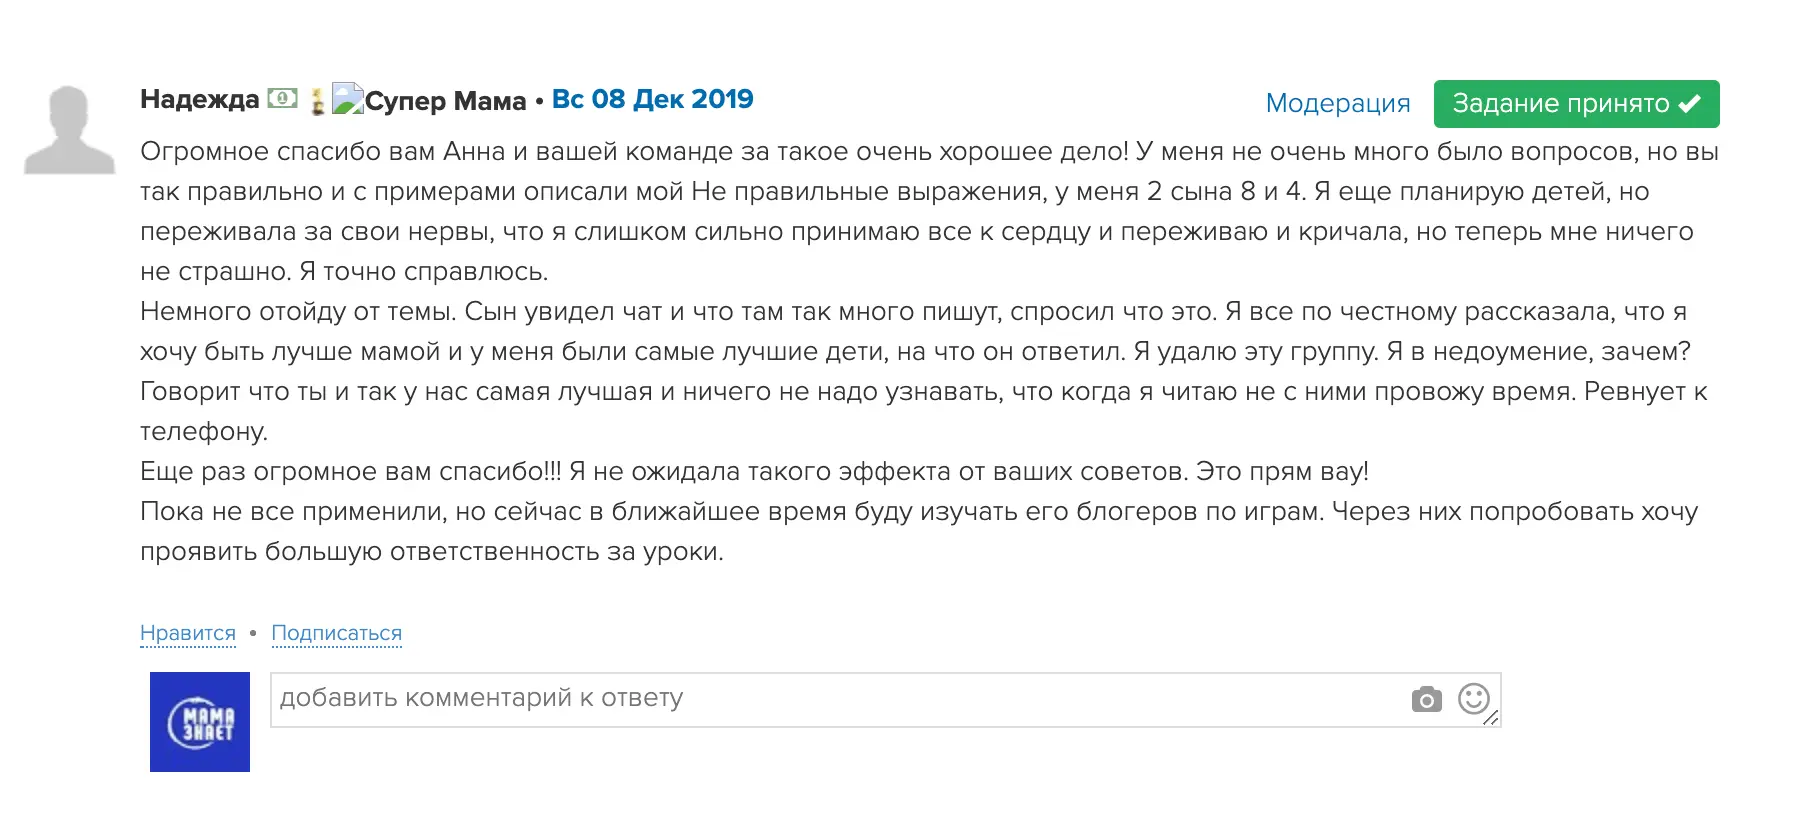 Надежда Супер Мама • Вс 08 Дек 2019
Модерация Задание принято
Огромное спасибо вам Анна и вашей команде за такое очень хорошее дело! У меня не очень много было вопросов, но вы
так правильно и с примерами описали мой Не правильные выражения, у меня 2 сына 8 и 4. Я еще планирую детей, но
переживала за свои нервы, что я слишком сильно принимаю все к сердцу и переживаю и кричала, но теперь мне ничего
не страшно. Я точно справлюсь.
Немного отойду от темы. Сын увидел чат и что там так много пишут, спросил что это. Я все по честному рассказала, что я
хочу быть лучше мамой и у меня были самые лучшие дети, на что он ответил. Я удалю эту группу. Я в недоумение, зачем?
Говорит что ты и так у нас самая лучшая и ничего не надо узнавать, что когда я читаю не с ними провожу время. Ревнует к
телефону.
Еще раз огромное вам спасибо!!! Я не ожидала такого эффекта от ваших советов. Это прям вау!
Пока не все применили, но сейчас в ближайшее время буду изучать его блогеров по играм. Через них попробовать хочу
проявить большую ответственность за уроки.
Нравится • Подписаться
МАМА
ЗНАЕТ
добавить комментарий к ответу